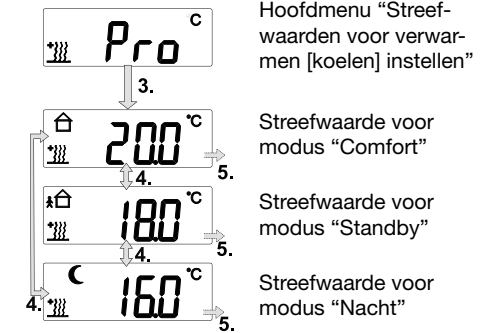 C
Pro
Hoofdmenu “Streef-
waarden voor verwar-
men [koelen] instellen”
3.
20.0 °C
Streefwaarde voor
modus “Comfort”
5.
4.
18.0 °C
Streefwaarde voor
modus “Standby”
5.
4.
16.0 °C
Streefwaarde voor
modus “Nacht”
4.
5.